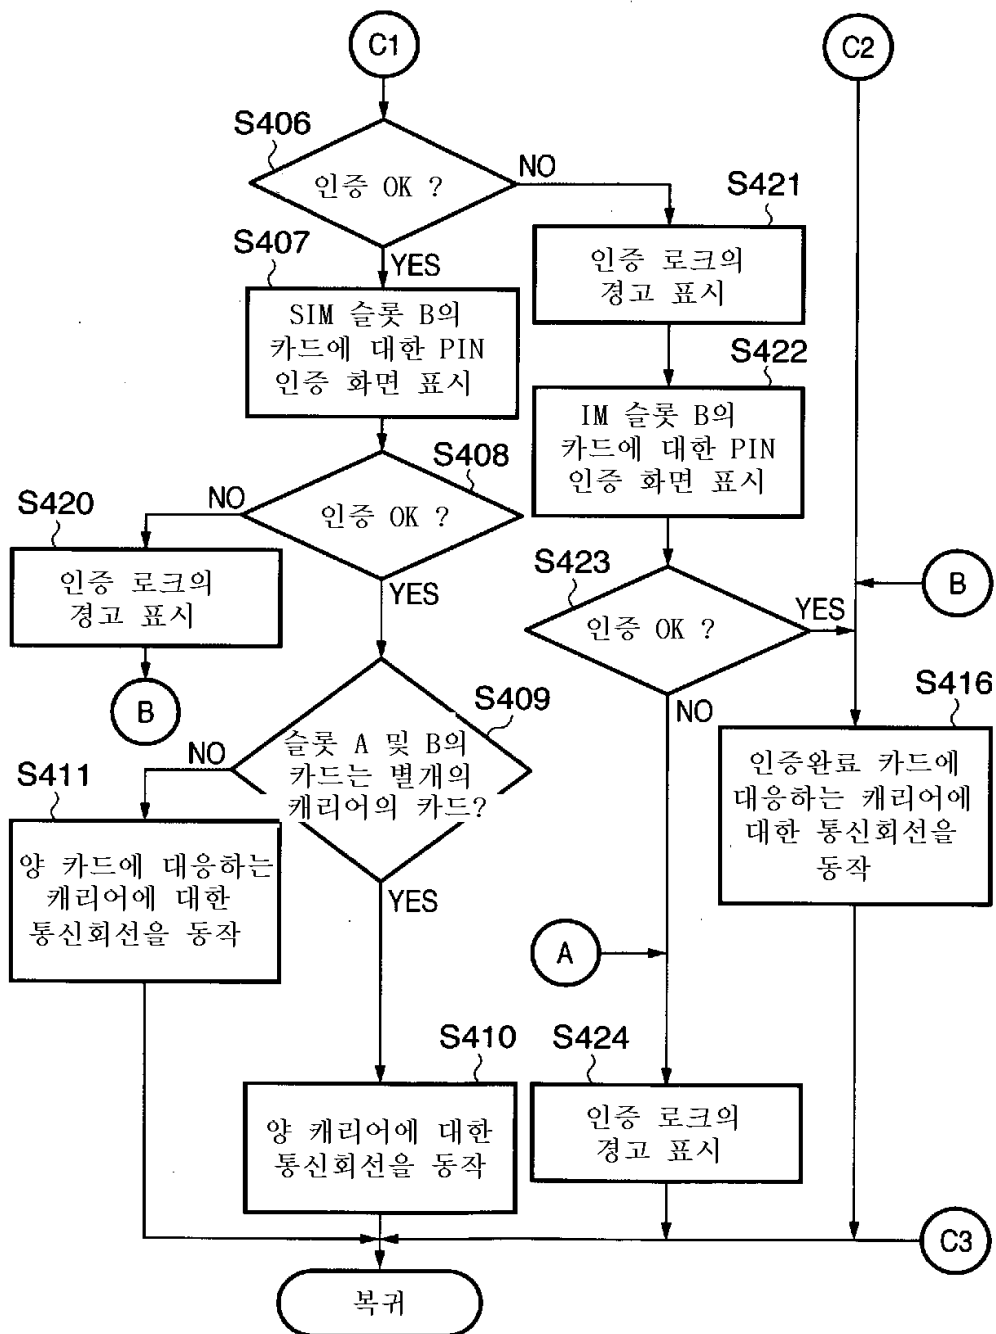 C1
C2
S406
인증 OK ?
NO
YES
S421
인증 로크의
경고 표시
S407
SIM 슬롯 B의
카드에 대한 PIN
인증 화면 표시
S422
IM 슬롯 B의
카드에 대한 PIN
인증 화면 표시
S408
인증 OK ?
NO
YES
S420
인증 로크의
경고 표시
B
S423
인증 OK ?
YES
NO
B
S409
슬롯 A 및 B의
카드는 별개의
캐리어의 카드?
NO
YES
S411
양 카드에 대응하는
캐리어에 대한
통신회선을 동작
S416
인증완료 카드에
대응하는 캐리어에
대한 통신회선을
동작
A
S410
양 캐리어에 대한
통신회선을 동작
S424
인증 로크의
경고 표시
C3
복귀